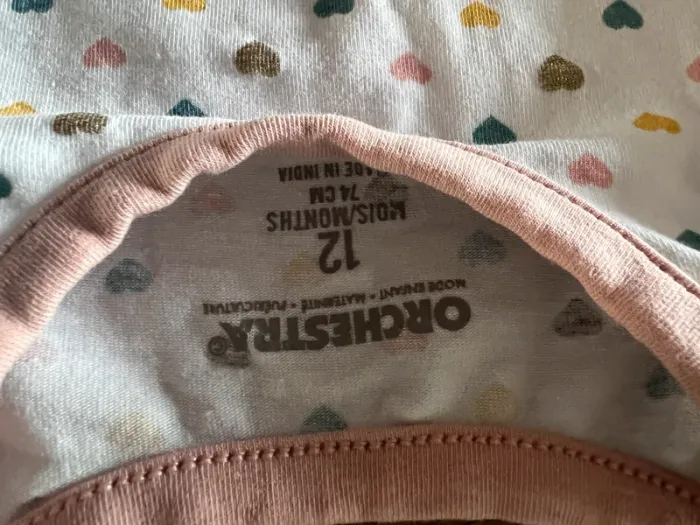 ORCHESTRA
MODE ENFANT • MATERNITÉ • PUÉRICULTURE
12
MOIS/MONTHS
74 CM
MADE IN INDIA